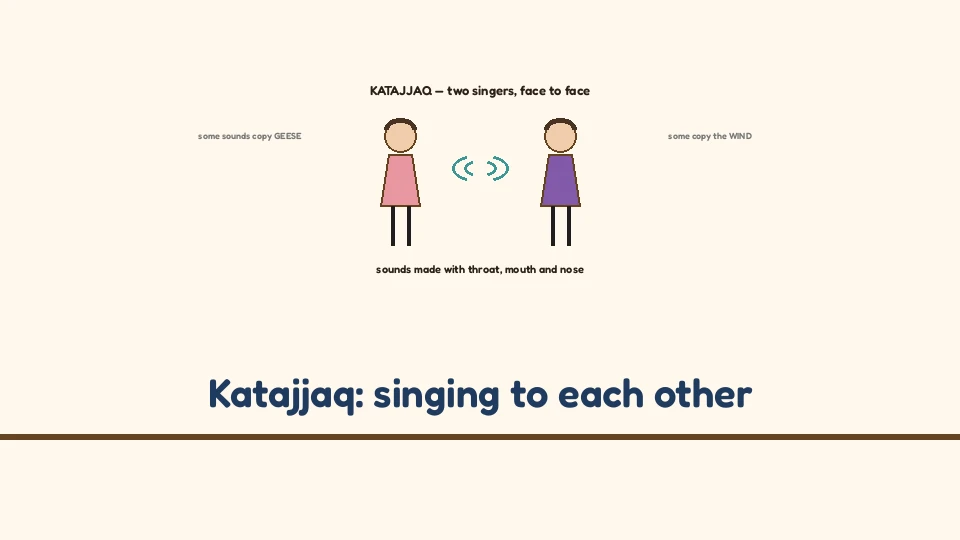 KATAJJAQ — two singers, face to face
some sounds copy GEESE
some copy the WIND
sounds made with throat, mouth and nose
Katajjaq: singing to each other